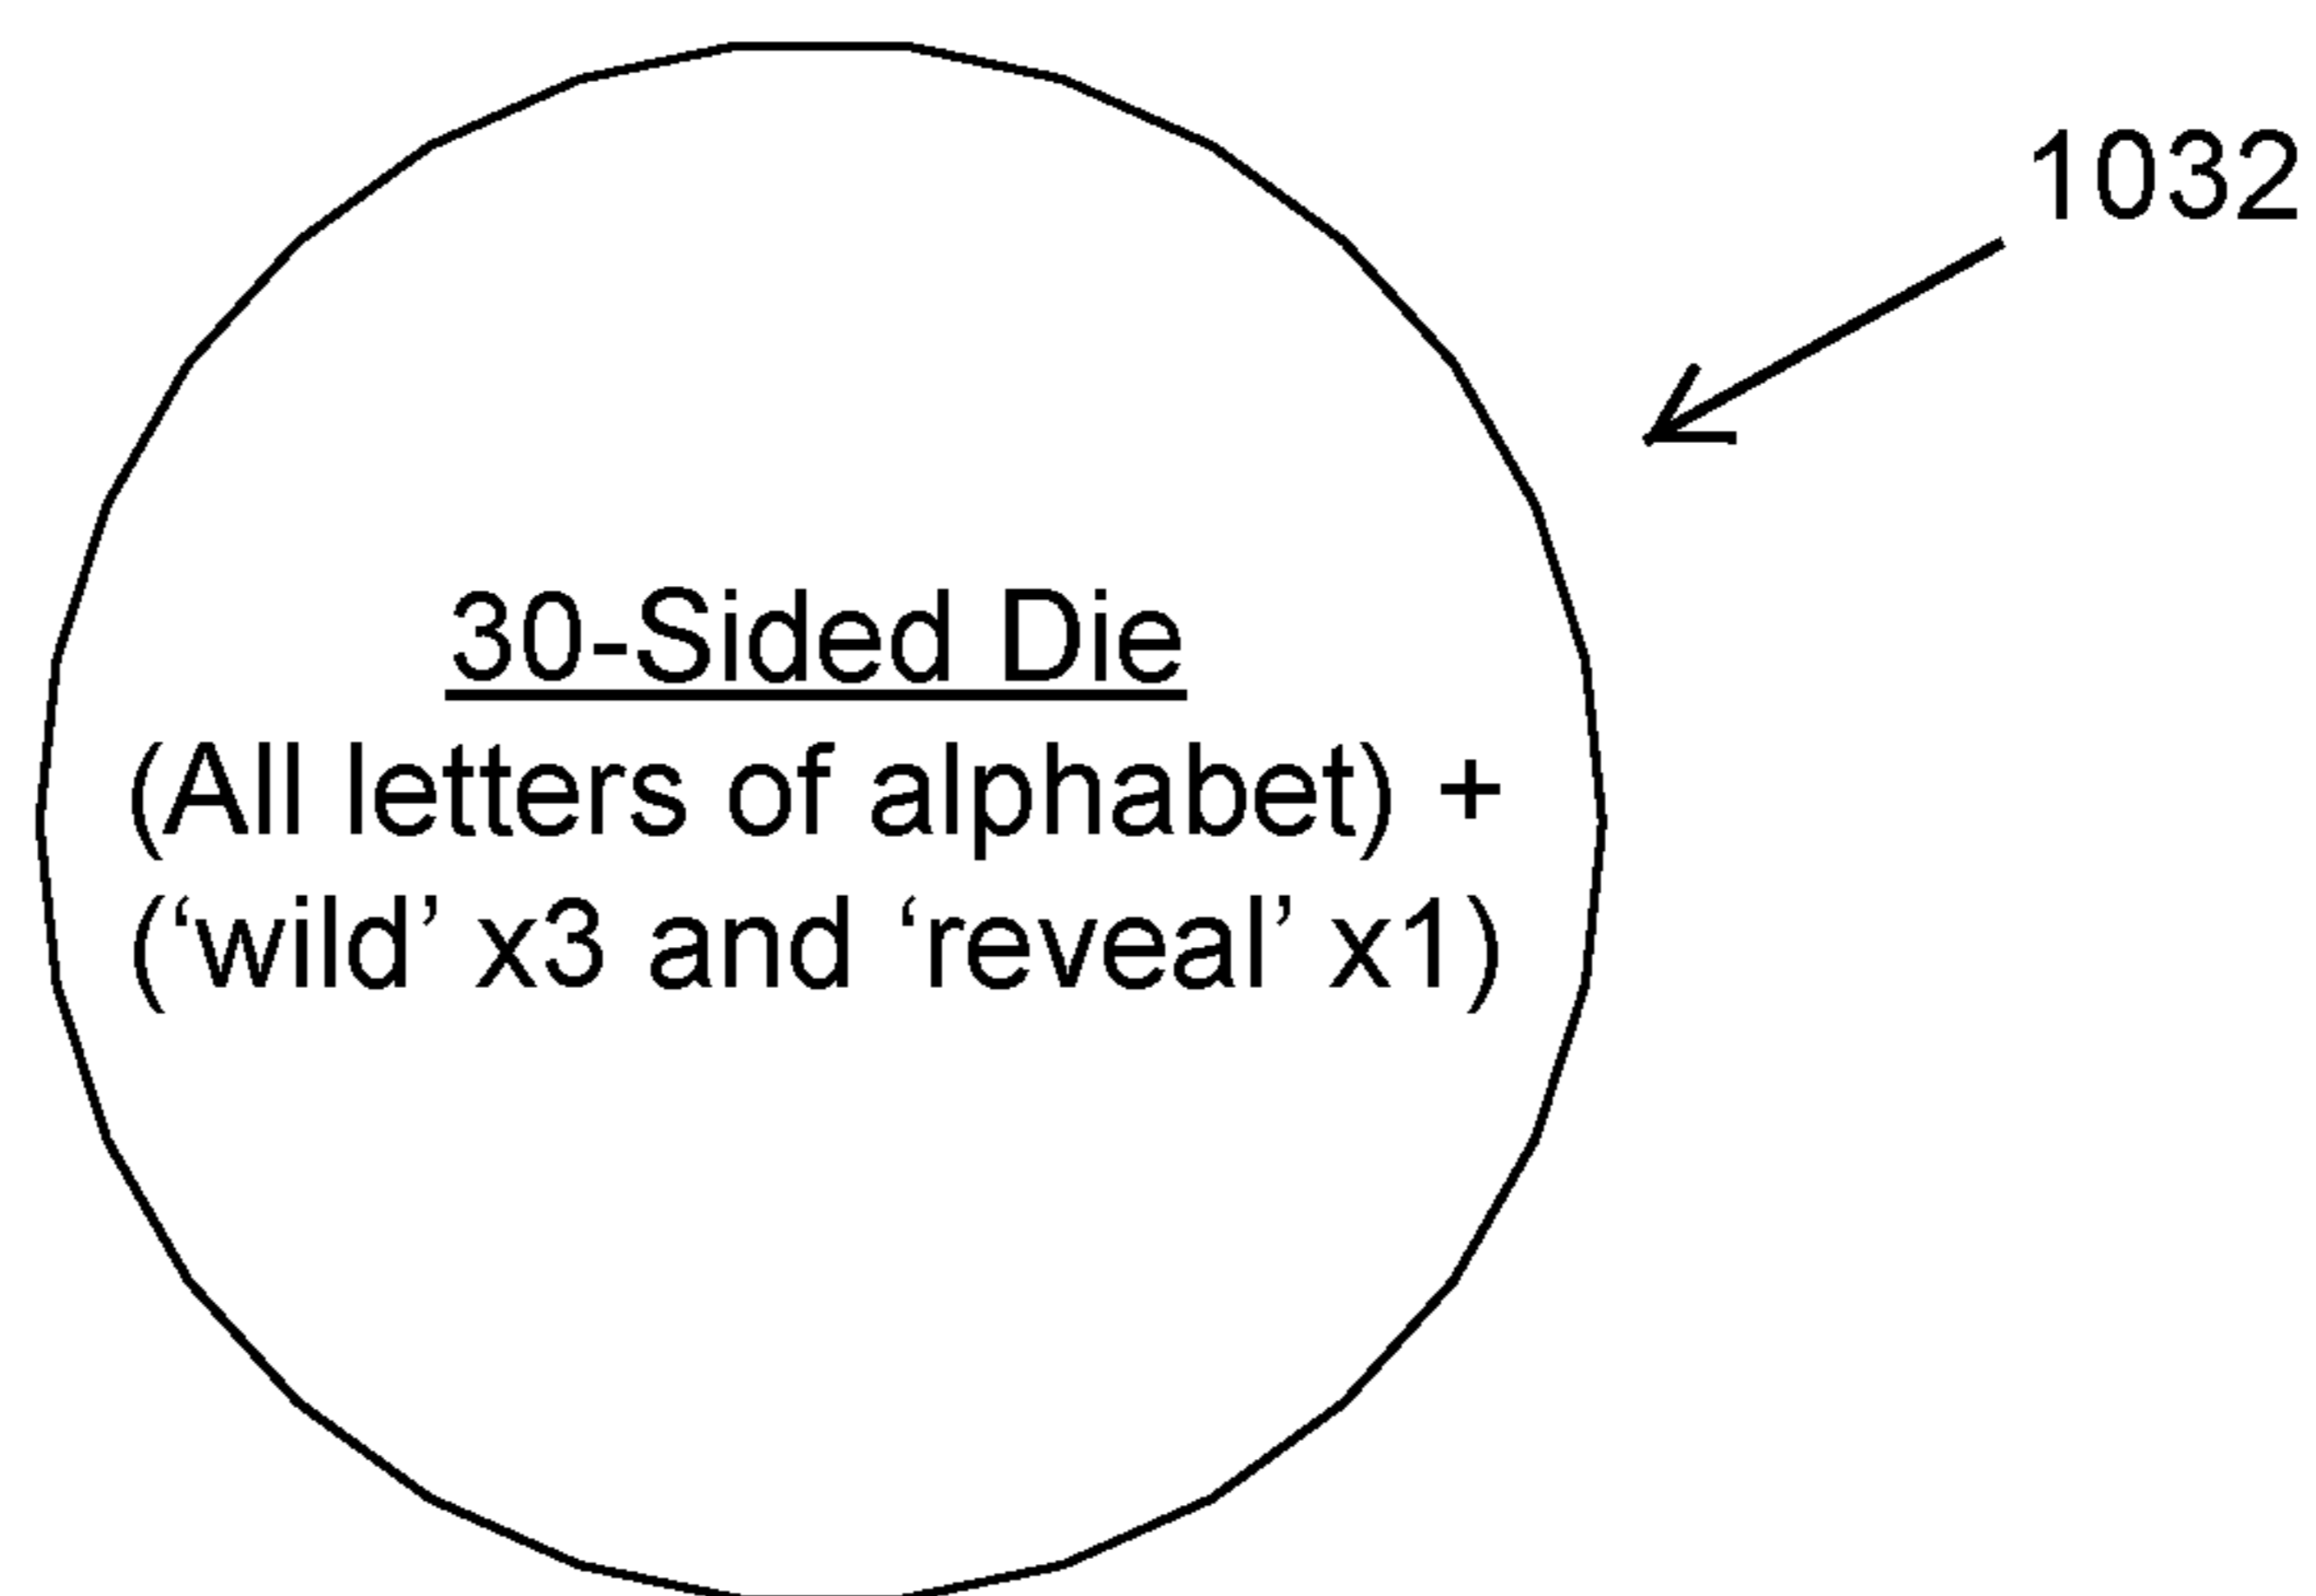 1032
30-Sided Die
(All letters of alphabet) +
(‘wild’ x3 and ‘reveal’ x1)